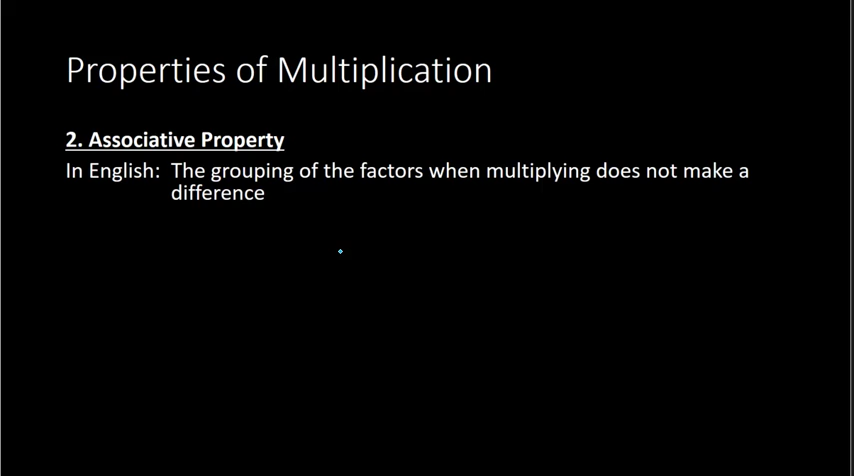 Properties of Multiplication
2. Associative Property
In English: The grouping of the factors when multiplying does not make a
difference